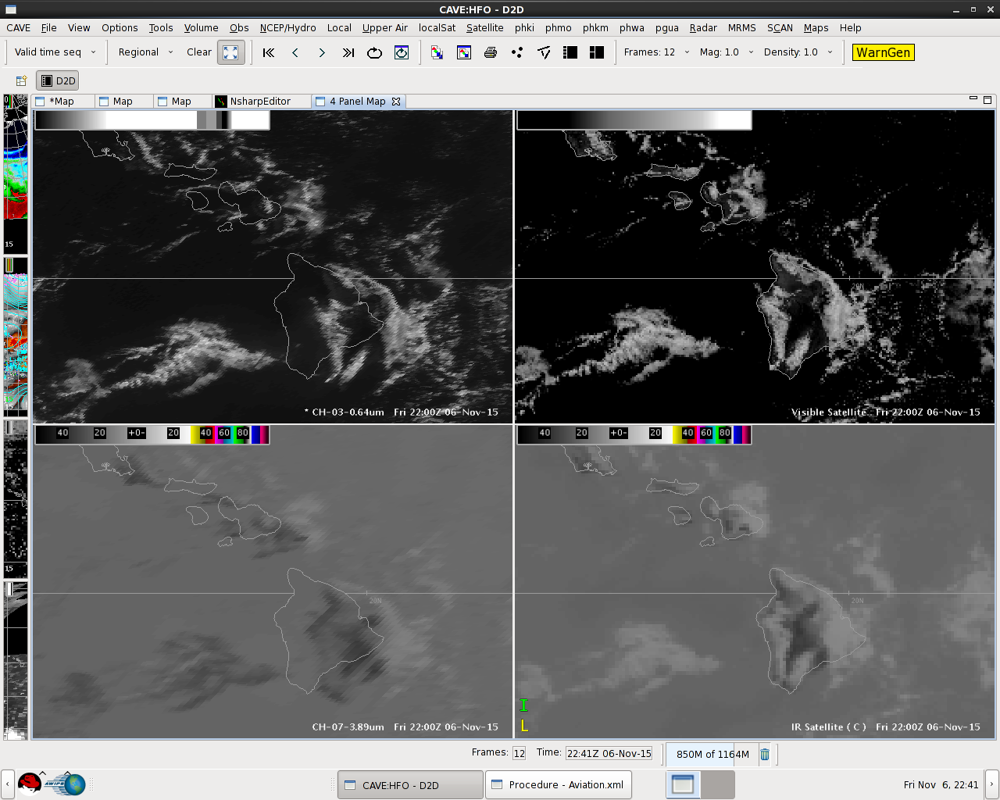 CAVE:HFO - D2D
CAVE File View Options Tools Volume Obs NCEP/Hydro Local Upper Air localSat Satellite phki phmo phkm phwa pgua Radar MRMS SCAN Maps Help
Valid time seq Regional Clear Frames: 12 Mag: 1.0 Density: 1.0 WarnGen
D2D
*Map Map Map NsharpEditor 4 Panel Map
0
15
15
15
20N
20N
* CH-03-0.64um Fri 22:00Z 06-Nov-15
Visible Satellite Fri 22:00Z 06-Nov-15
40 20 +0- 20 40 60 80
40 20 +0- 20 40 60 80
20N
20N
I
L
CH-07-3.89um Fri 22:00Z 06-Nov-15
IR Satellite ( C ) Fri 22:00Z 06-Nov-15
Frames: 12 Time: 22:41Z 06-Nov-15 850M of 1164M
AWIPS
CAVE:HFO - D2D
Procedure - Aviation.xml
Fri Nov 6, 22:41